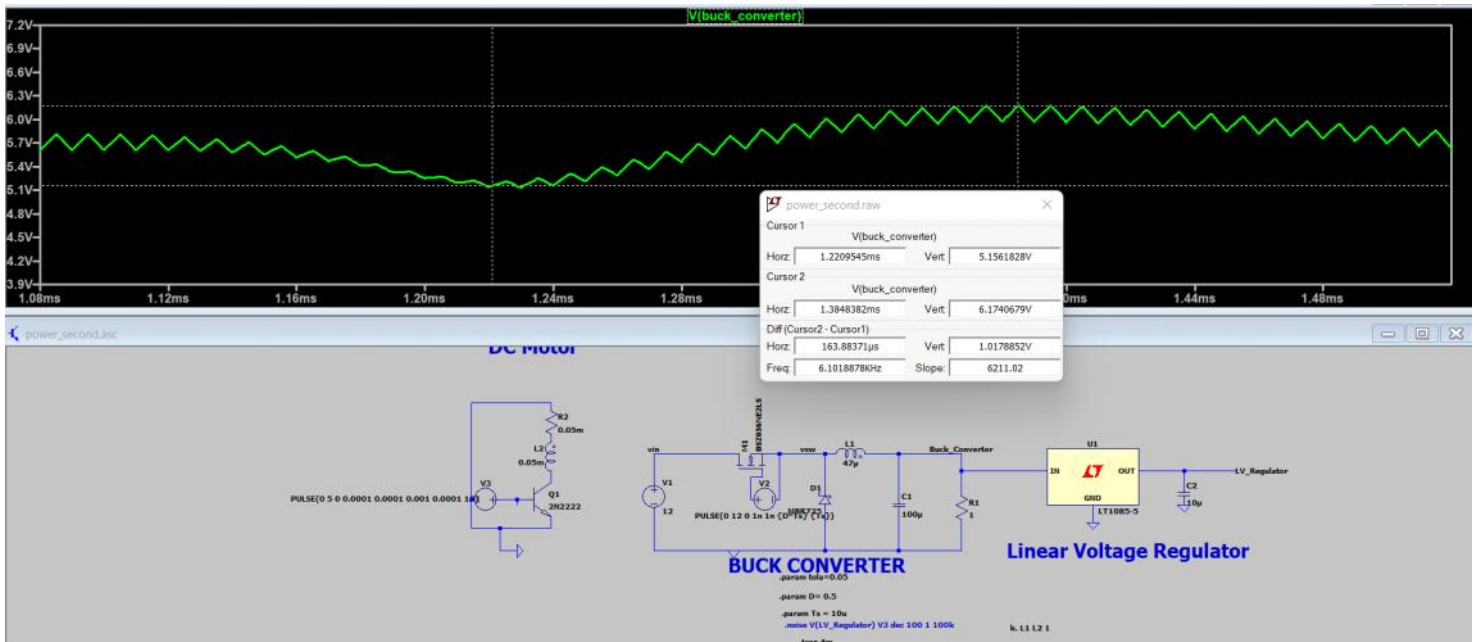 V(buck_converter)
7.2V
6.9V
6.6V
6.3V
6.0V
5.7V
5.4V
5.1V
4.8V
4.5V
4.2V
3.9V
1.08ms 1.12ms 1.16ms 1.20ms 1.24ms 1.28ms 1.44ms 1.48ms
power_second.raw
Cursor 1
V(buck_converter)
Horz: 1.2209545ms Vert: 5.1561828V
Cursor 2
V(buck_converter)
Horz: 1.3848382ms Vert: 6.1740679V
Diff (Cursor2 - Cursor1)
Horz: 163.88371µs Vert: 1.0178852V
Freq: 6.1018878KHz Slope: 6211.02
power_second.asc
DC Motor
R2
0.05m
L2
0.05m
V3
PULSE(0 5 0 0.0001 0.0001 0.001 0.0001
Q1
2N2222
vin
V1
12
M1
V2
PULSE(0 12 0 1n 1n {D*Ts} {Ts})
vsw
D1
MBR735
L1
47µ
Buck_Converter
C1
100µ
R1
1
U1
IN OUT
GND
LT1085-5
LV_Regulator
C2
10µ
BUCK CONVERTER
Linear Voltage Regulator
.param tola=0.05
.param D= 0.5
.param Ts = 10u
.noise V(LV_Regulator) V3 dec 100 1 100k
k. L1 L2 1